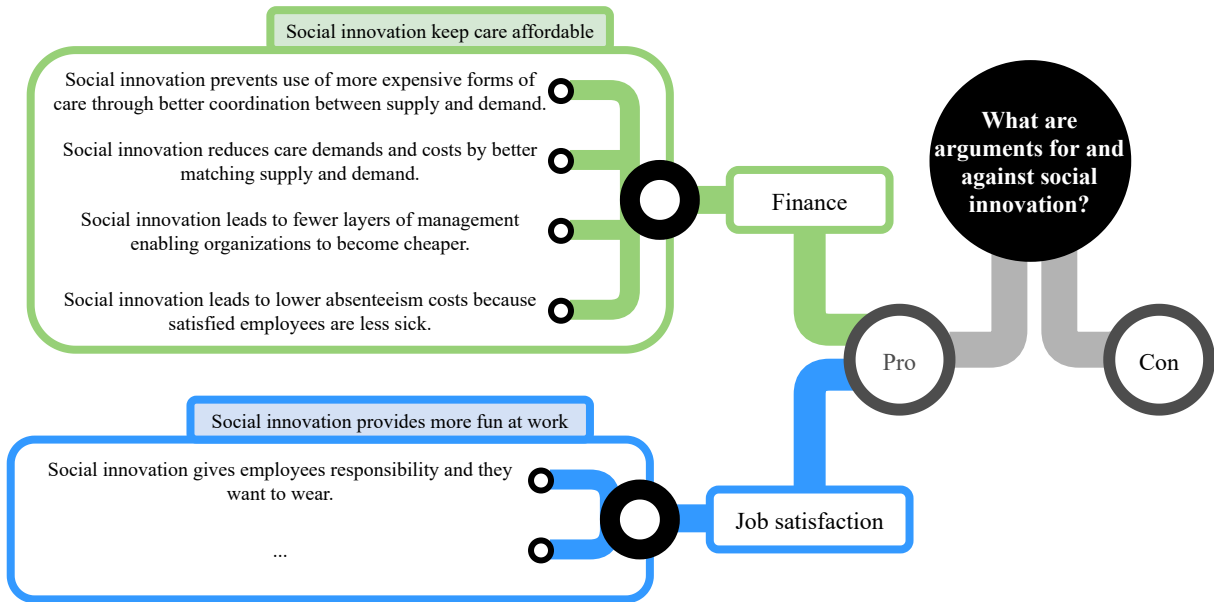 Social innovation keep care affordable
Social innovation prevents use of more expensive forms of
care through better coordination between supply and demand.
Social innovation reduces care demands and costs by better
matching supply and demand.
Social innovation leads to fewer layers of management
enabling organizations to become cheaper.
Social innovation leads to lower absenteeism costs because
satisfied employees are less sick.
Finance
What are
arguments for and
against social
innovation?
Pro
Con
Social innovation provides more fun at work
Social innovation gives employees responsibility and they
want to wear.
...
Job satisfaction